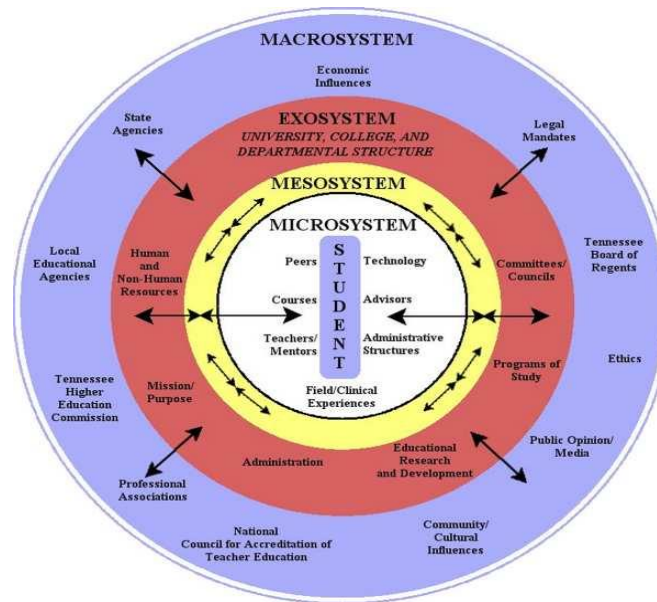 MACROSYSTEM
Economic
Influences
State
Agencies
Legal
Mandates
EXOSYSTEM
UNIVERSITY, COLLEGE, AND
DEPARTMENTAL STRUCTURE
MESOSYSTEM
MICROSYSTEM
Local
Educational
Agencies
Human
and
Non-Human
Resources
Peers
Courses
Teachers/
Mentors
STUDENT
Technology
Advisors
Administrative
Structures
Field/Clinical
Experiences
Committees/
Councils
Tennessee
Board of
Regents
Ethics
Programs of
Study
Mission/
Purpose
Tennessee
Higher
Education
Commission
Administration
Educational
Research
and Development
Public Opinion/
Media
Professional
Associations
National
Council for Accreditation of
Teacher Education
Community/
Cultural
Influences